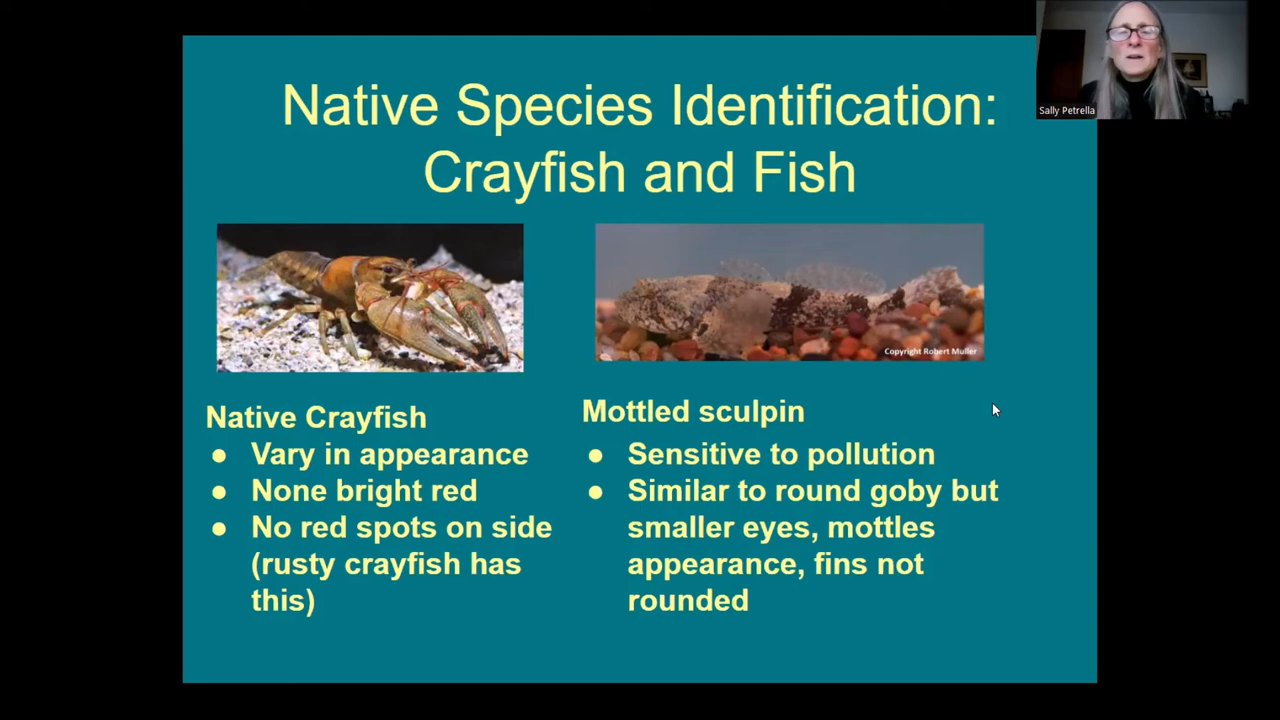 Native Species Identification:
Crayfish and Fish
Sally Petrella
Copyright Robert Muller
Native Crayfish
● Vary in appearance
● None bright red
● No red spots on side
(rusty crayfish has
this)
Mottled sculpin
● Sensitive to pollution
● Similar to round goby but
smaller eyes, mottles
appearance, fins not
rounded